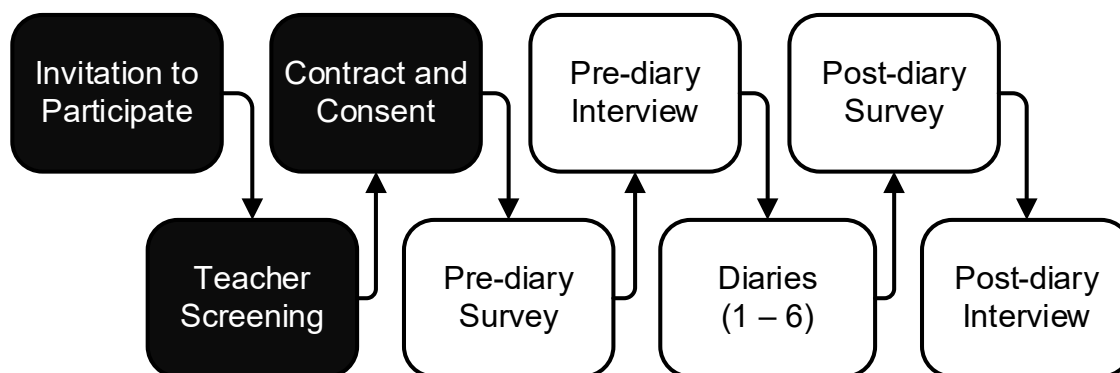 Invitation to
Participate
Teacher
Screening
Contract and
Consent
Pre-diary
Survey
Pre-diary
Interview
Diaries
(1 – 6)
Post-diary
Survey
Post-diary
Interview